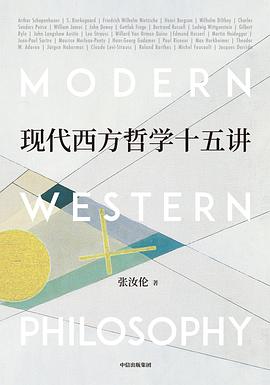 Arthur Schopenhauer | S. Kierkegaard | Friedrich Wilhelm Nietzsche | Henri Bergson | Wilhelm Dilthey | Charles
Sanders Peirce | William James | John Dewey | Gottlob Frege | Bertrand Russell | Ludwig Wittgenstein | Gilbert
Ryle | John Langshaw Austin | Leo Strauss | Willard Van Orman Quine | Edmund Husserl | Martin Heidegger |
Jean-Paul Sartre | Maurice Merleau-Ponty | Hans-Georg Gadamer | Paul Ricoeur | Max Horkheimer | Theodor
W. Adorno | Jürgen Habermas | Claude Lévi-Strauss | Roland Barthes | Michel Foucault | Jacques Derrida
MODERN
现代西方哲学十五讲
WESTERN
张汝伦 著
PHILOSOPHY
中信出版集团